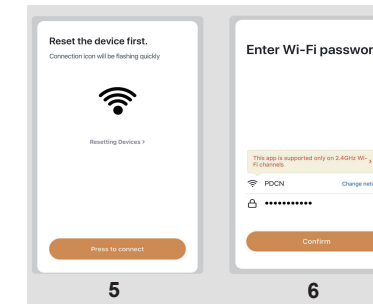 Reset the device first.
Connection icon will be flashing quickly
Resetting Devices >
Press to connect
5
Enter Wi-Fi passwor
This app is supported only on 2.4GHz Wi-
Fi channels
PDCN
Change net
•••••••••••
Confirm
6